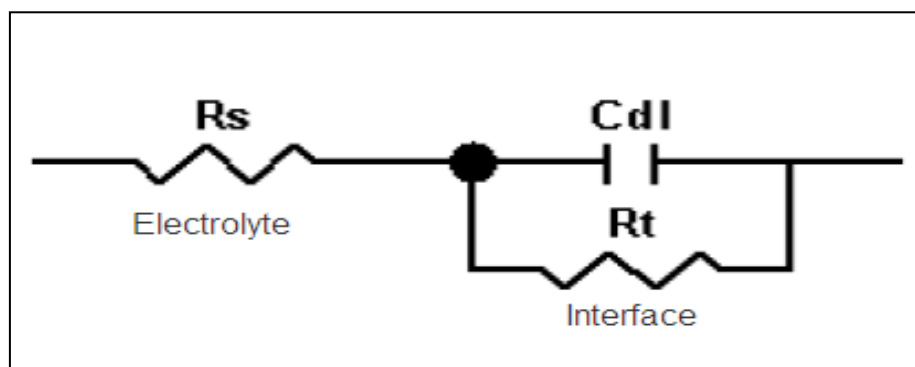 Rs
Cdl
Electrolyte
Rt
Interface